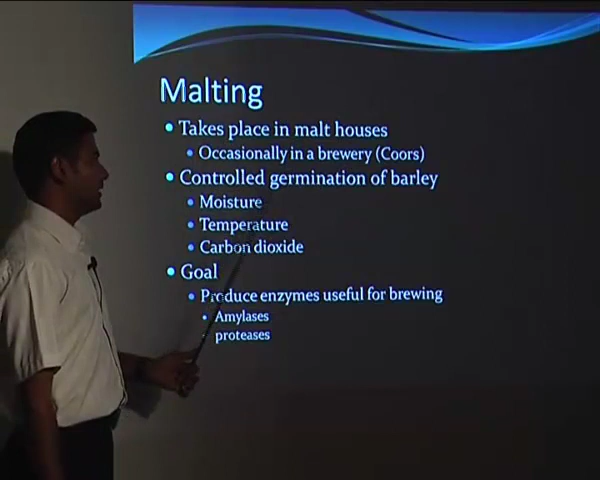 Malting
Takes place in malt houses
Occasionally in a brewery (Coors)
Controlled germination of barley
Moisture
Temperature
Carbon dioxide
Goal
Produce enzymes useful for brewing
Amylases
proteases